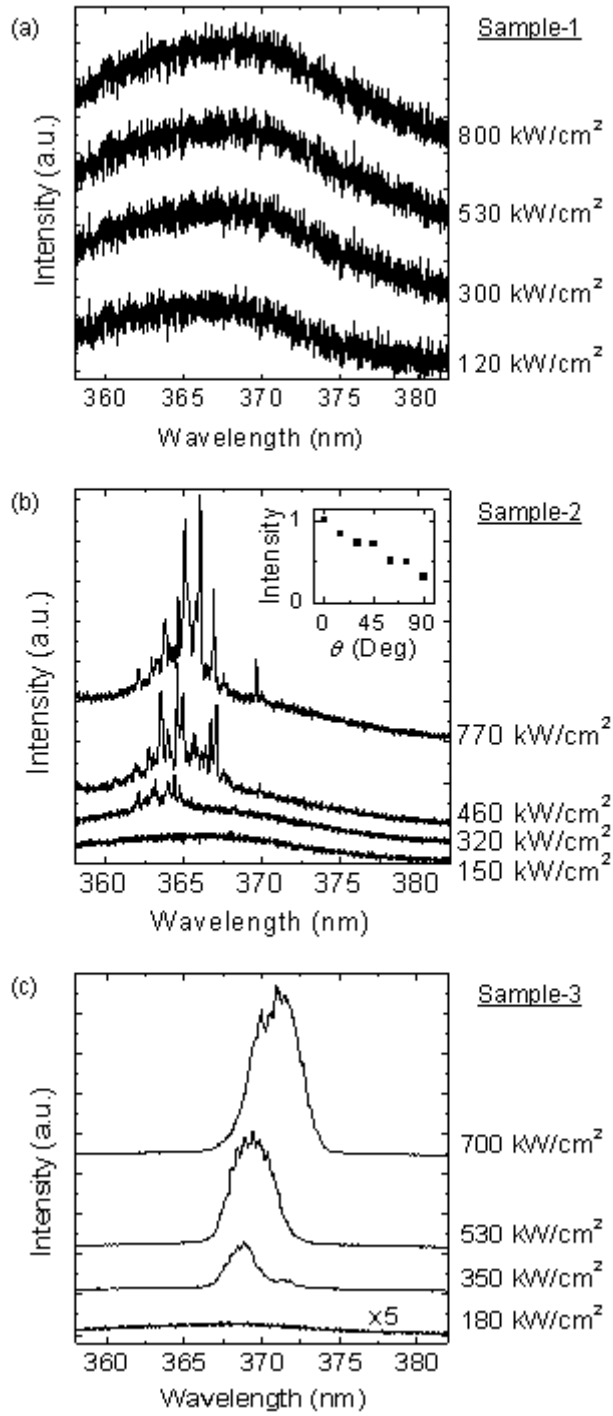 (a)
Sample-1
Intensity (a.u.)
800 kW/cm²
530 kW/cm²
300 kW/cm²
120 kW/cm²
360 365 370 375 380
Wavelength (nm)
(b)
Sample-2
Intensity (a.u.)
Intensity
1
0
0 45 90
θ (Deg)
770 kW/cm²
460 kW/cm²
320 kW/cm²
150 kW/cm²
360 365 370 375 380
Wavelength (nm)
(c)
Sample-3
Intensity (a.u.)
700 kW/cm²
530 kW/cm²
350 kW/cm²
x5
180 kW/cm²
360 365 370 375 380
Wavelength (nm)